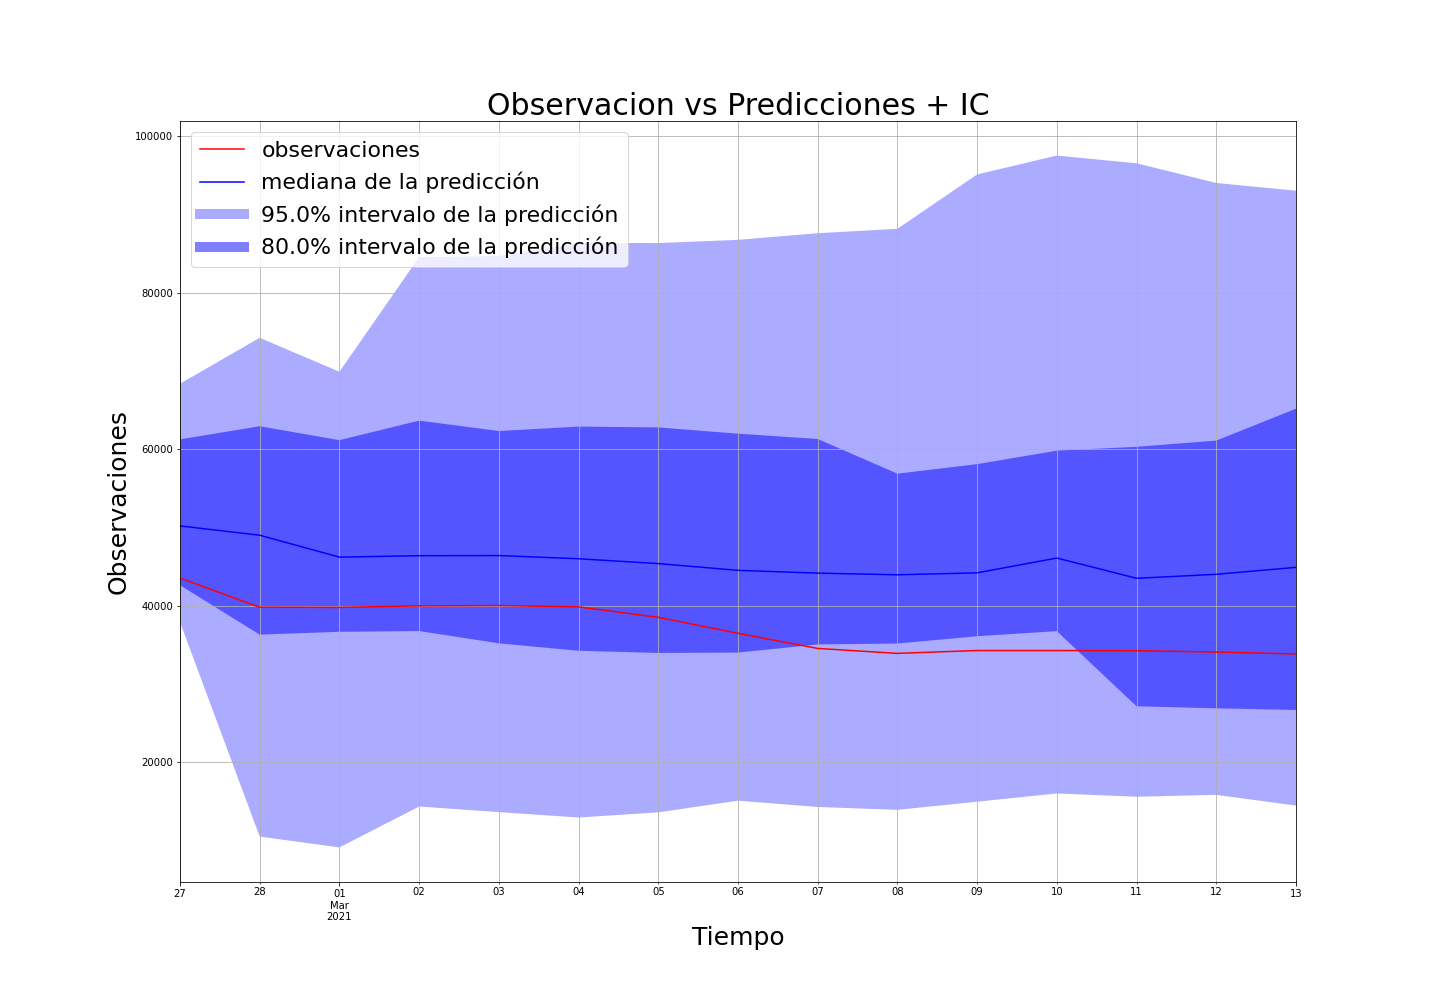 Observacion vs Predicciones + IC
observaciones
mediana de la predicción
95.0% intervalo de la predicción
80.0% intervalo de la predicción
Observaciones
100000
80000
60000
40000
20000
27 28 01 02 03 04 05 06 07 08 09 10 11 12 13
Mar
2021
Tiempo